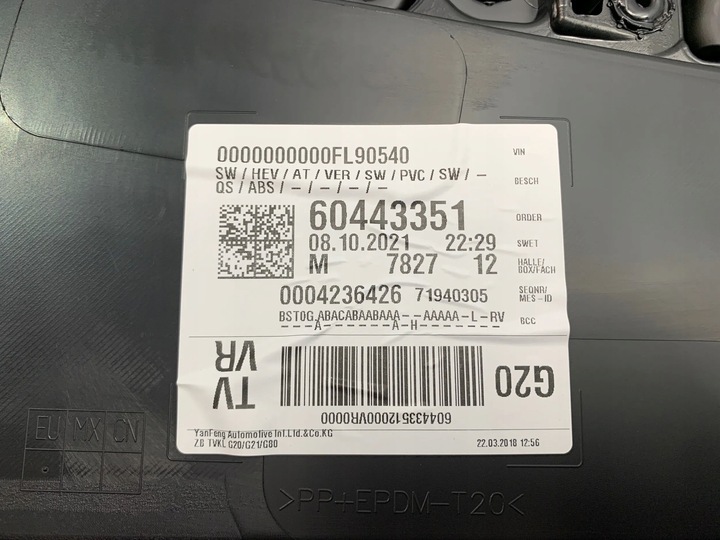 0000000000FL90540 VIN
SW / HEV / AT / VER / SW / PVC / SW / -
QS / ABS / - / - / - / - BESCH
60443351 ORDER
08.10.2021 22:29 SWET
M 7827 12 HALLE/
BOX/FACH
0004236426 71940305 SEQNR/
MES-ID
BST0G.ABACABAABAAA--AAAAA-L-RV
---A------A-H------- BCC
TV
VR
G20
604433512000VR0000
YanFeng Automotive Int.Ltd.&Co.KG
ZB TVKL G20/G21/G80 22.03.2018 12:56
EU MX CN
>PP+EPDM-T20<